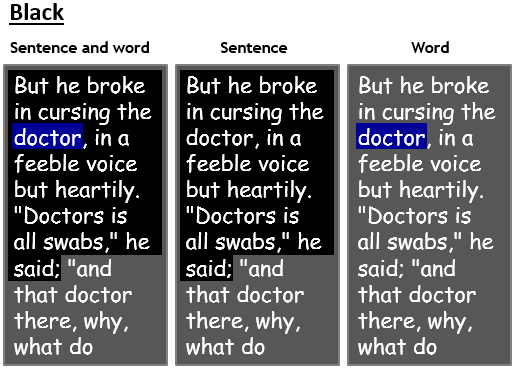 Black
Sentence and word
But he broke
in cursing the
doctor, in a
feeble voice
but heartily.
"Doctors is
all swabs," he
said; "and
that doctor
there, why,
what do
Sentence
But he broke
in cursing the
doctor, in a
feeble voice
but heartily.
"Doctors is
all swabs," he
said; "and
that doctor
there, why,
what do
Word
But he broke
in cursing the
doctor, in a
feeble voice
but heartily.
"Doctors is
all swabs," he
said; "and
that doctor
there, why,
what do